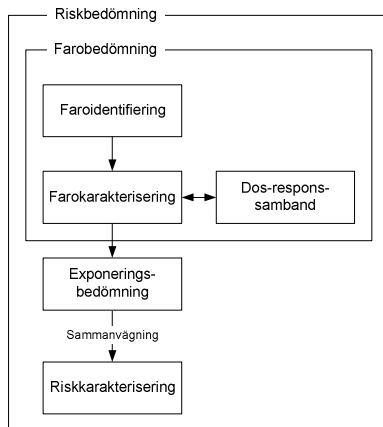 Riskbedömning
Farobedömning
Faroidentifiering
Farokarakterisering
Dos-respons-
samband
Exponerings-
bedömning
Sammanvägning
Riskkarakterisering